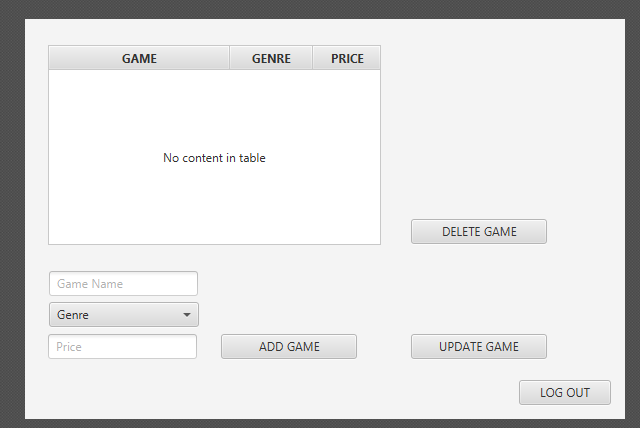 GAME GENRE PRICE
No content in table
DELETE GAME
Game Name
Genre
Price ADD GAME UPDATE GAME
LOG OUT